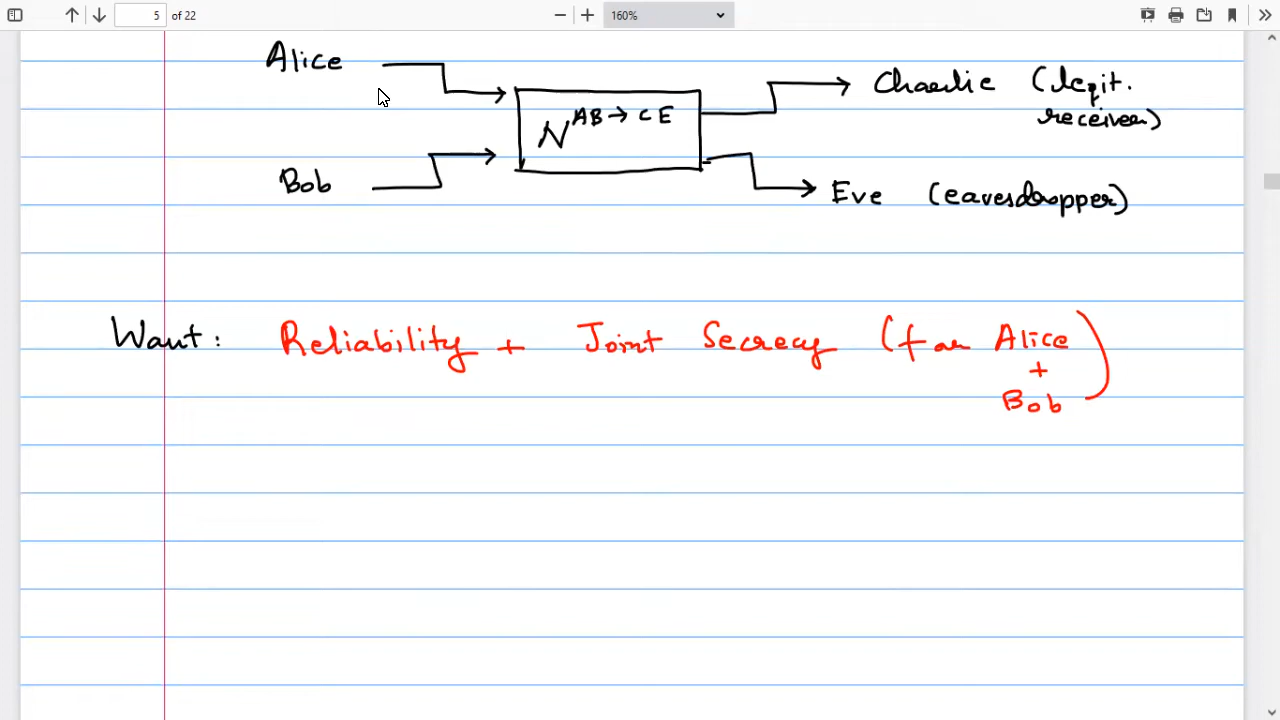 5 of 22
160%
Alice
Charlie (legit.
receiver)
N^{AB→CE}
Bob
Eve (eavesdropper)
Want: Reliability + Joint Secrecy (for Alice
+
Bob)